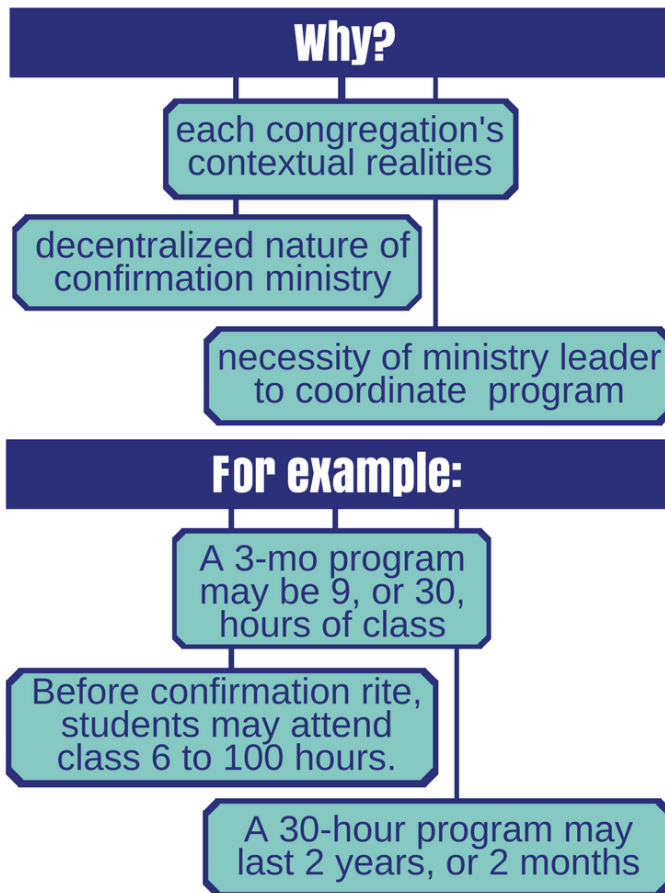 Why?
each congregation's
contextual realities
decentralized nature of
confirmation ministry
necessity of ministry leader
to coordinate program
For example:
A 3-mo program
may be 9, or 30,
hours of class
Before confirmation rite,
students may attend
class 6 to 100 hours.
A 30-hour program may
last 2 years, or 2 months